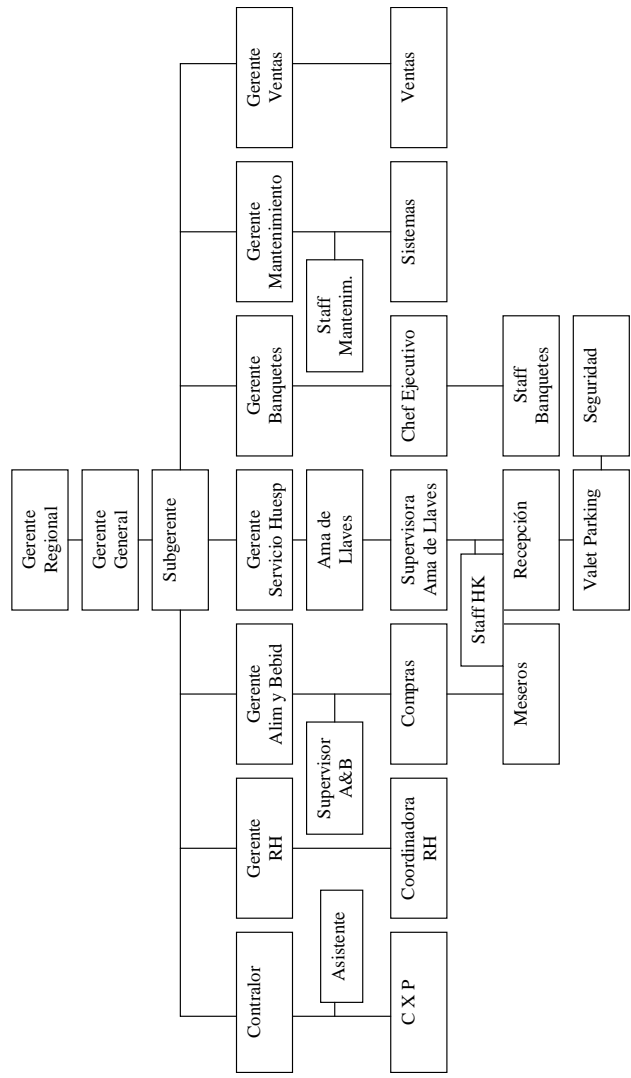 Gerente
Regional
Gerente
General
Subgerente
Contralor
Gerente
RH
Gerente
Alim y Bebid
Gerente
Servicio Huesp
Gerente
Banquetes
Gerente
Mantenimiento
Gerente
Ventas
Asistente
Supervisor
A&B
Ama de
Llaves
Staff
Mantenim.
C X P
Coordinadora
RH
Compras
Supervisora
Ama de Llaves
Chef Ejecutivo
Sistemas
Ventas
Staff HK
Meseros
Recepción
Staff
Banquetes
Valet Parking
Seguridad